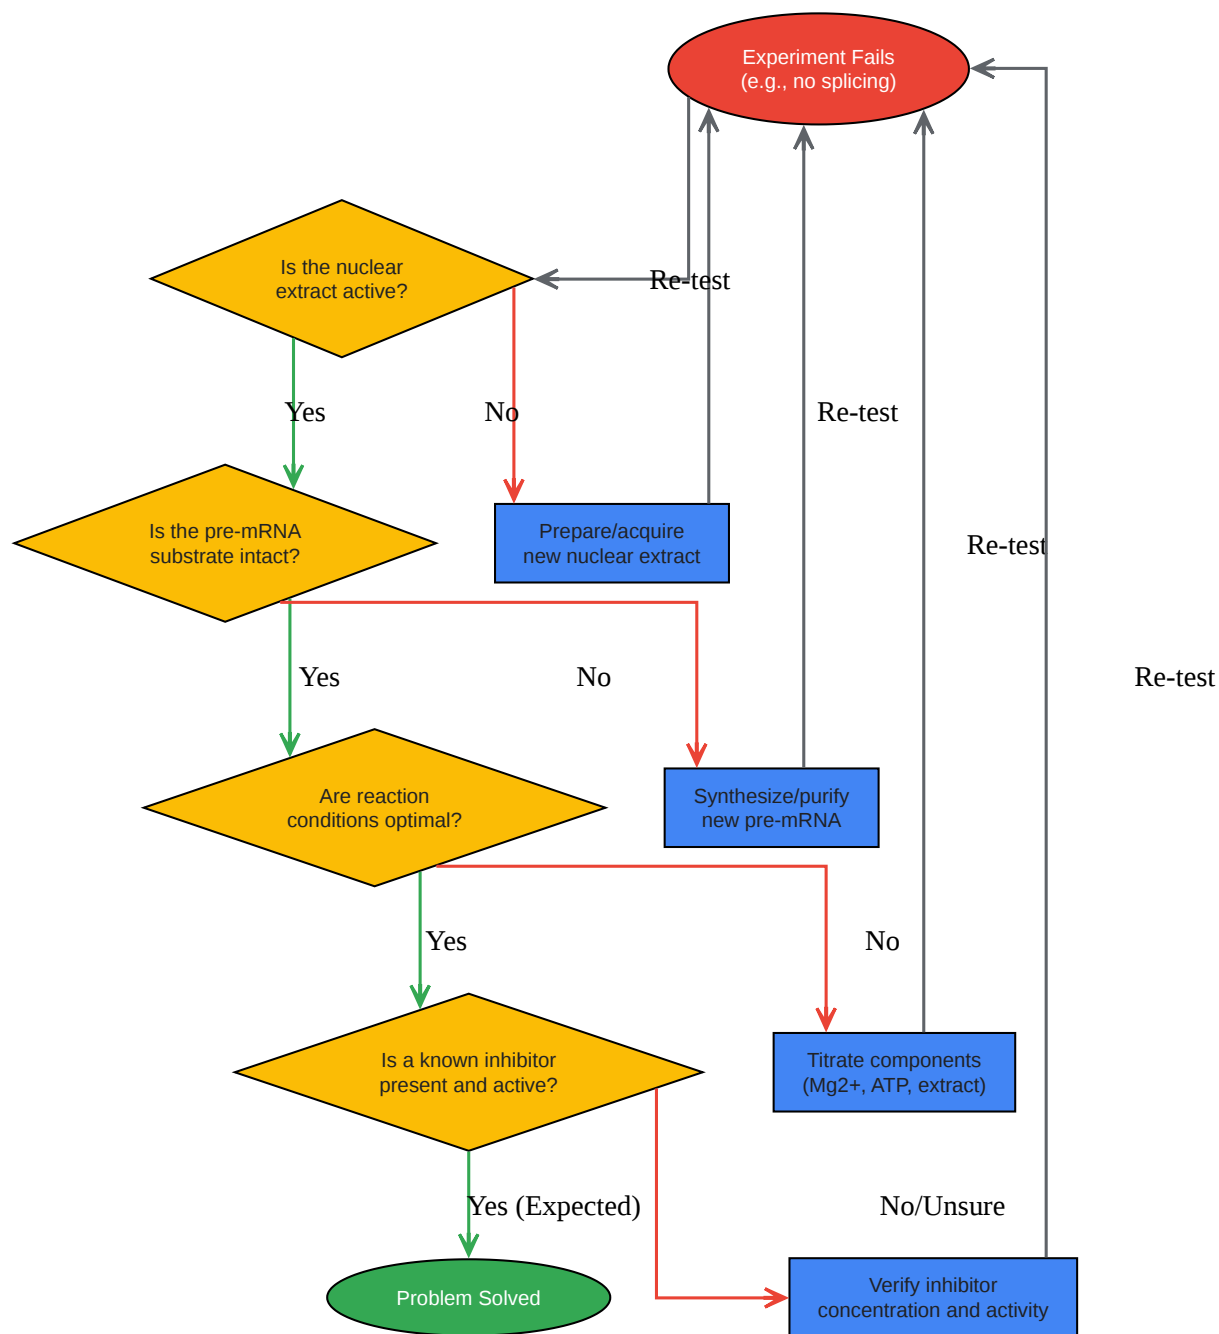 Experiment Fails
(e.g., no splicing)
Is the nuclear
extract active?
Re-test
Yes
No
Re-test
Is the pre-mRNA
substrate intact?
Prepare/acquire
new nuclear extract
Re-test
Yes
No
Re-test
Are reaction
conditions optimal?
Synthesize/purify
new pre-mRNA
Yes
No
Is a known inhibitor
present and active?
Titrate components
(Mg2+, ATP, extract)
Yes (Expected)
No/Unsure
Problem Solved
Verify inhibitor
concentration and activity